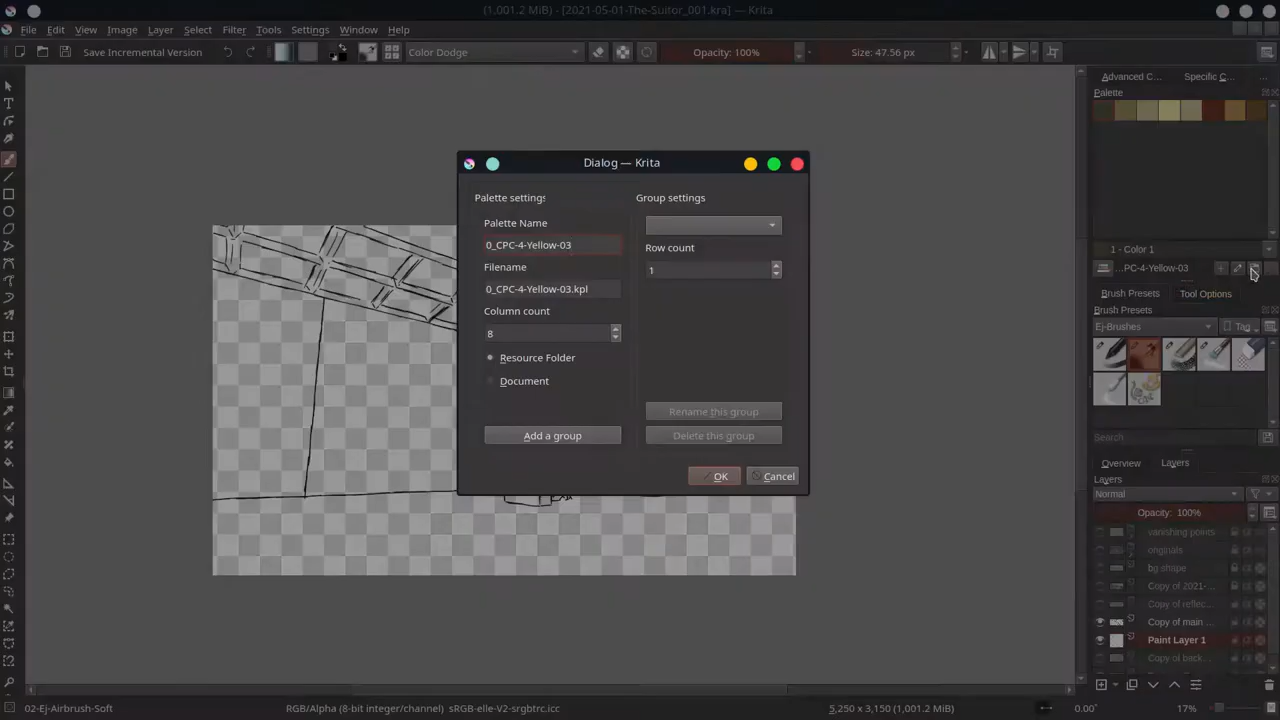 (1,001.2 MiB) - [2021-05-01-The-Suitor_001.kra] — Krita
File Edit View Image Layer Select Filter Tools Settings Window Help
Save Incremental Version
Color Dodge
Opacity: 100%
Size: 47.56 px
Advanced C...
Specific C...
...
Palette
Dialog — Krita
Palette settings
Group settings
Palette Name
0_CPC-4-Yellow-03
Row count
1
Filename
0_CPC-4-Yellow-03.kpl
Column count
8
Resource Folder
Document
Rename this group
Add a group
Delete this group
OK
Cancel
1 - Color 1
...PC-4-Yellow-03
Brush Presets
Tool Options
Brush Presets
Ej-Brushes
Tag
Search
Overview
Layers
Layers
Normal
Opacity: 100%
vanishing points
originals
bg shape
Copy of 2021-...
Copy of reflec...
Copy of main ...
Paint Layer 1
Copy of back...
02-Ej-Airbrush-Soft
RGB/Alpha (8-bit integer/channel) sRGB-elle-V2-srgbtrc.icc
5,250 x 3,150 (1,001.2 MiB)
0.00°
17%